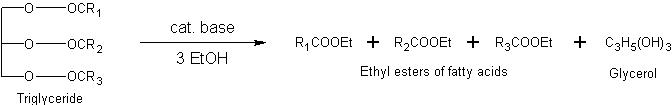 O O OCR1
O O OCR2
O O OCR3
Triglyceride
cat. base
3 EtOH
R1COOEt + R2COOEt + R3COOEt + C3H5(OH)3
Ethyl esters of fatty acids
Glycerol